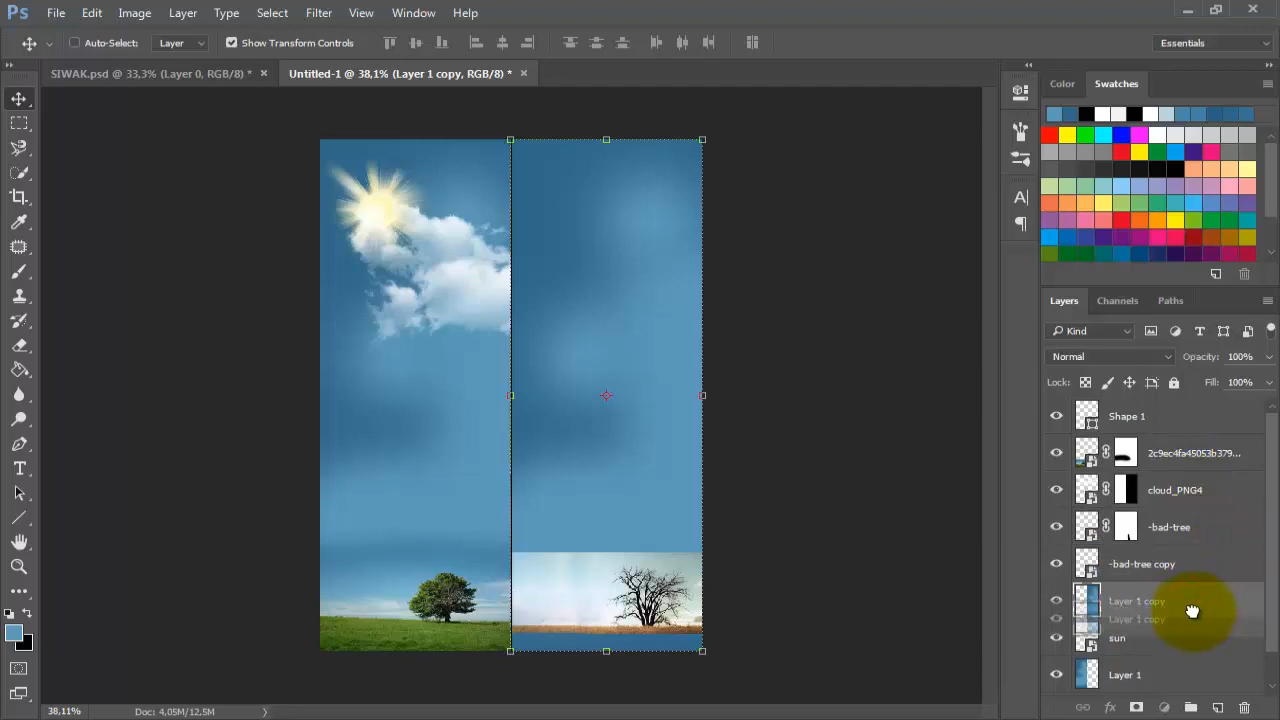 Ps File Edit Image Layer Type Select Filter View Window Help
Auto-Select: Layer Show Transform Controls Essentials
SIWAK.psd @ 33,3% (Layer 0, RGB/8) * × Untitled-1 @ 38,1% (Layer 1 copy, RGB/8) * ×
Color Swatches
Layers Channels Paths
Kind
Normal Opacity: 100%
Lock: Fill: 100%
Shape 1
2c9ec4fa45053b379...
cloud_PNG4
-bad-tree
-bad-tree copy
Layer 1 copy
Layer 1 copy
sun
Layer 1
38,11% Doc: 4,05M/12,5M